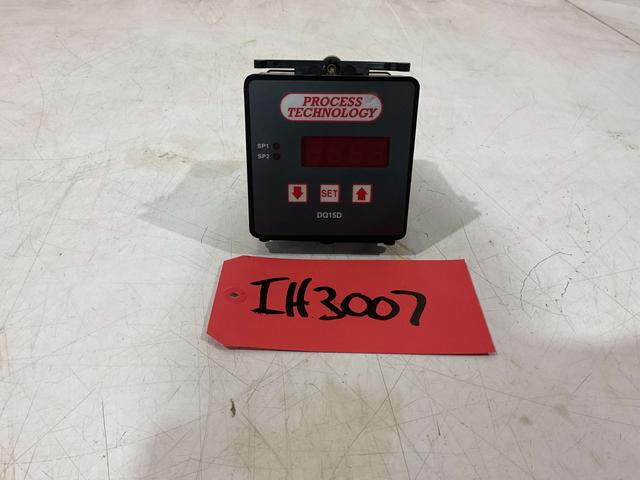 PROCESS
TECHNOLOGY
SP1
SP2
SET
DQ15D
IH3007